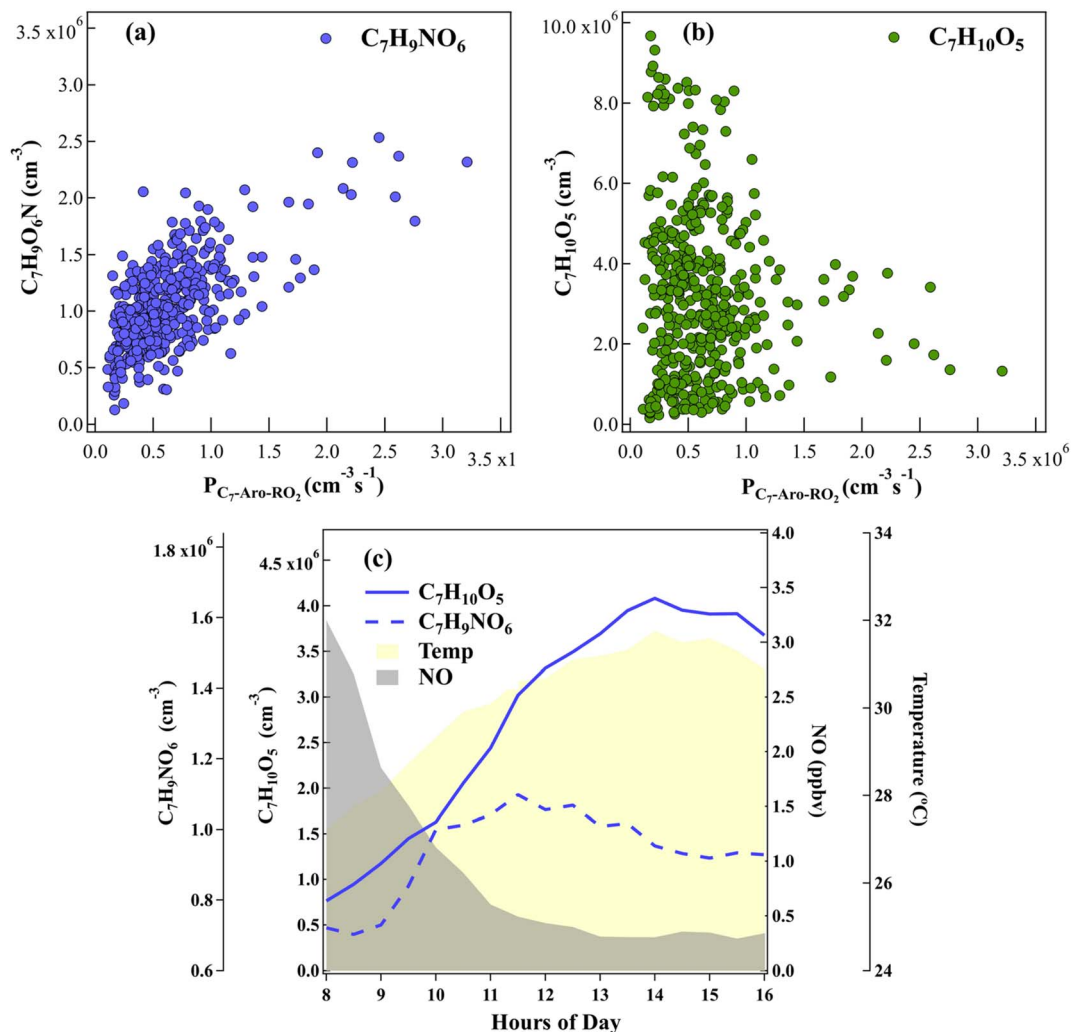 (a)
C₇H₉NO₆
3.5 x10⁶
3.0
2.5
2.0
1.5
1.0
0.5
0.0
C₇H₉O₆N (cm⁻³)
0.0 0.5 1.0 1.5 2.0 2.5 3.0 3.5 x1
P_C₇-Aro-RO₂ (cm⁻³ s⁻¹)
(b)
C₇H₁₀O₅
10.0 x10⁶
8.0
6.0
4.0
2.0
0.0
C₇H₁₀O₅ (cm⁻³)
0.0 0.5 1.0 1.5 2.0 2.5 3.5 x10⁶
P_C₇-Aro-RO₂ (cm⁻³ s⁻¹)
(c)
C₇H₁₀O₅
C₇H₉NO₆
Temp
NO
1.8 x10⁶
1.6
1.4
1.2
1.0
0.8
0.6
C₇H₉NO₆ (cm⁻³)
4.5 x10⁶
4.0
3.5
3.0
2.5
2.0
1.5
1.0
0.5
0.0
C₇H₁₀O₅ (cm⁻³)
4.0
3.5
3.0
2.5
2.0
1.5
1.0
0.5
0.0
NO (ppbv)
34
32
30
28
26
24
Temperature (°C)
8 9 10 11 12 13 14 15 16
Hours of Day